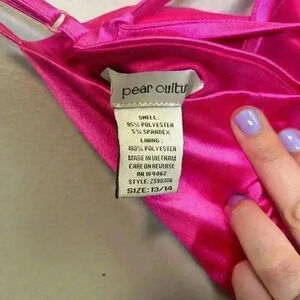 pear cultu
SHELL:
95% POLYESTER
5% SPANDEX
LINING:
100% POLYESTER
MADE IN VIETNAM
CARE ON REVERSE
RN 104062
STYLE: Z590306
SIZE: 13/14